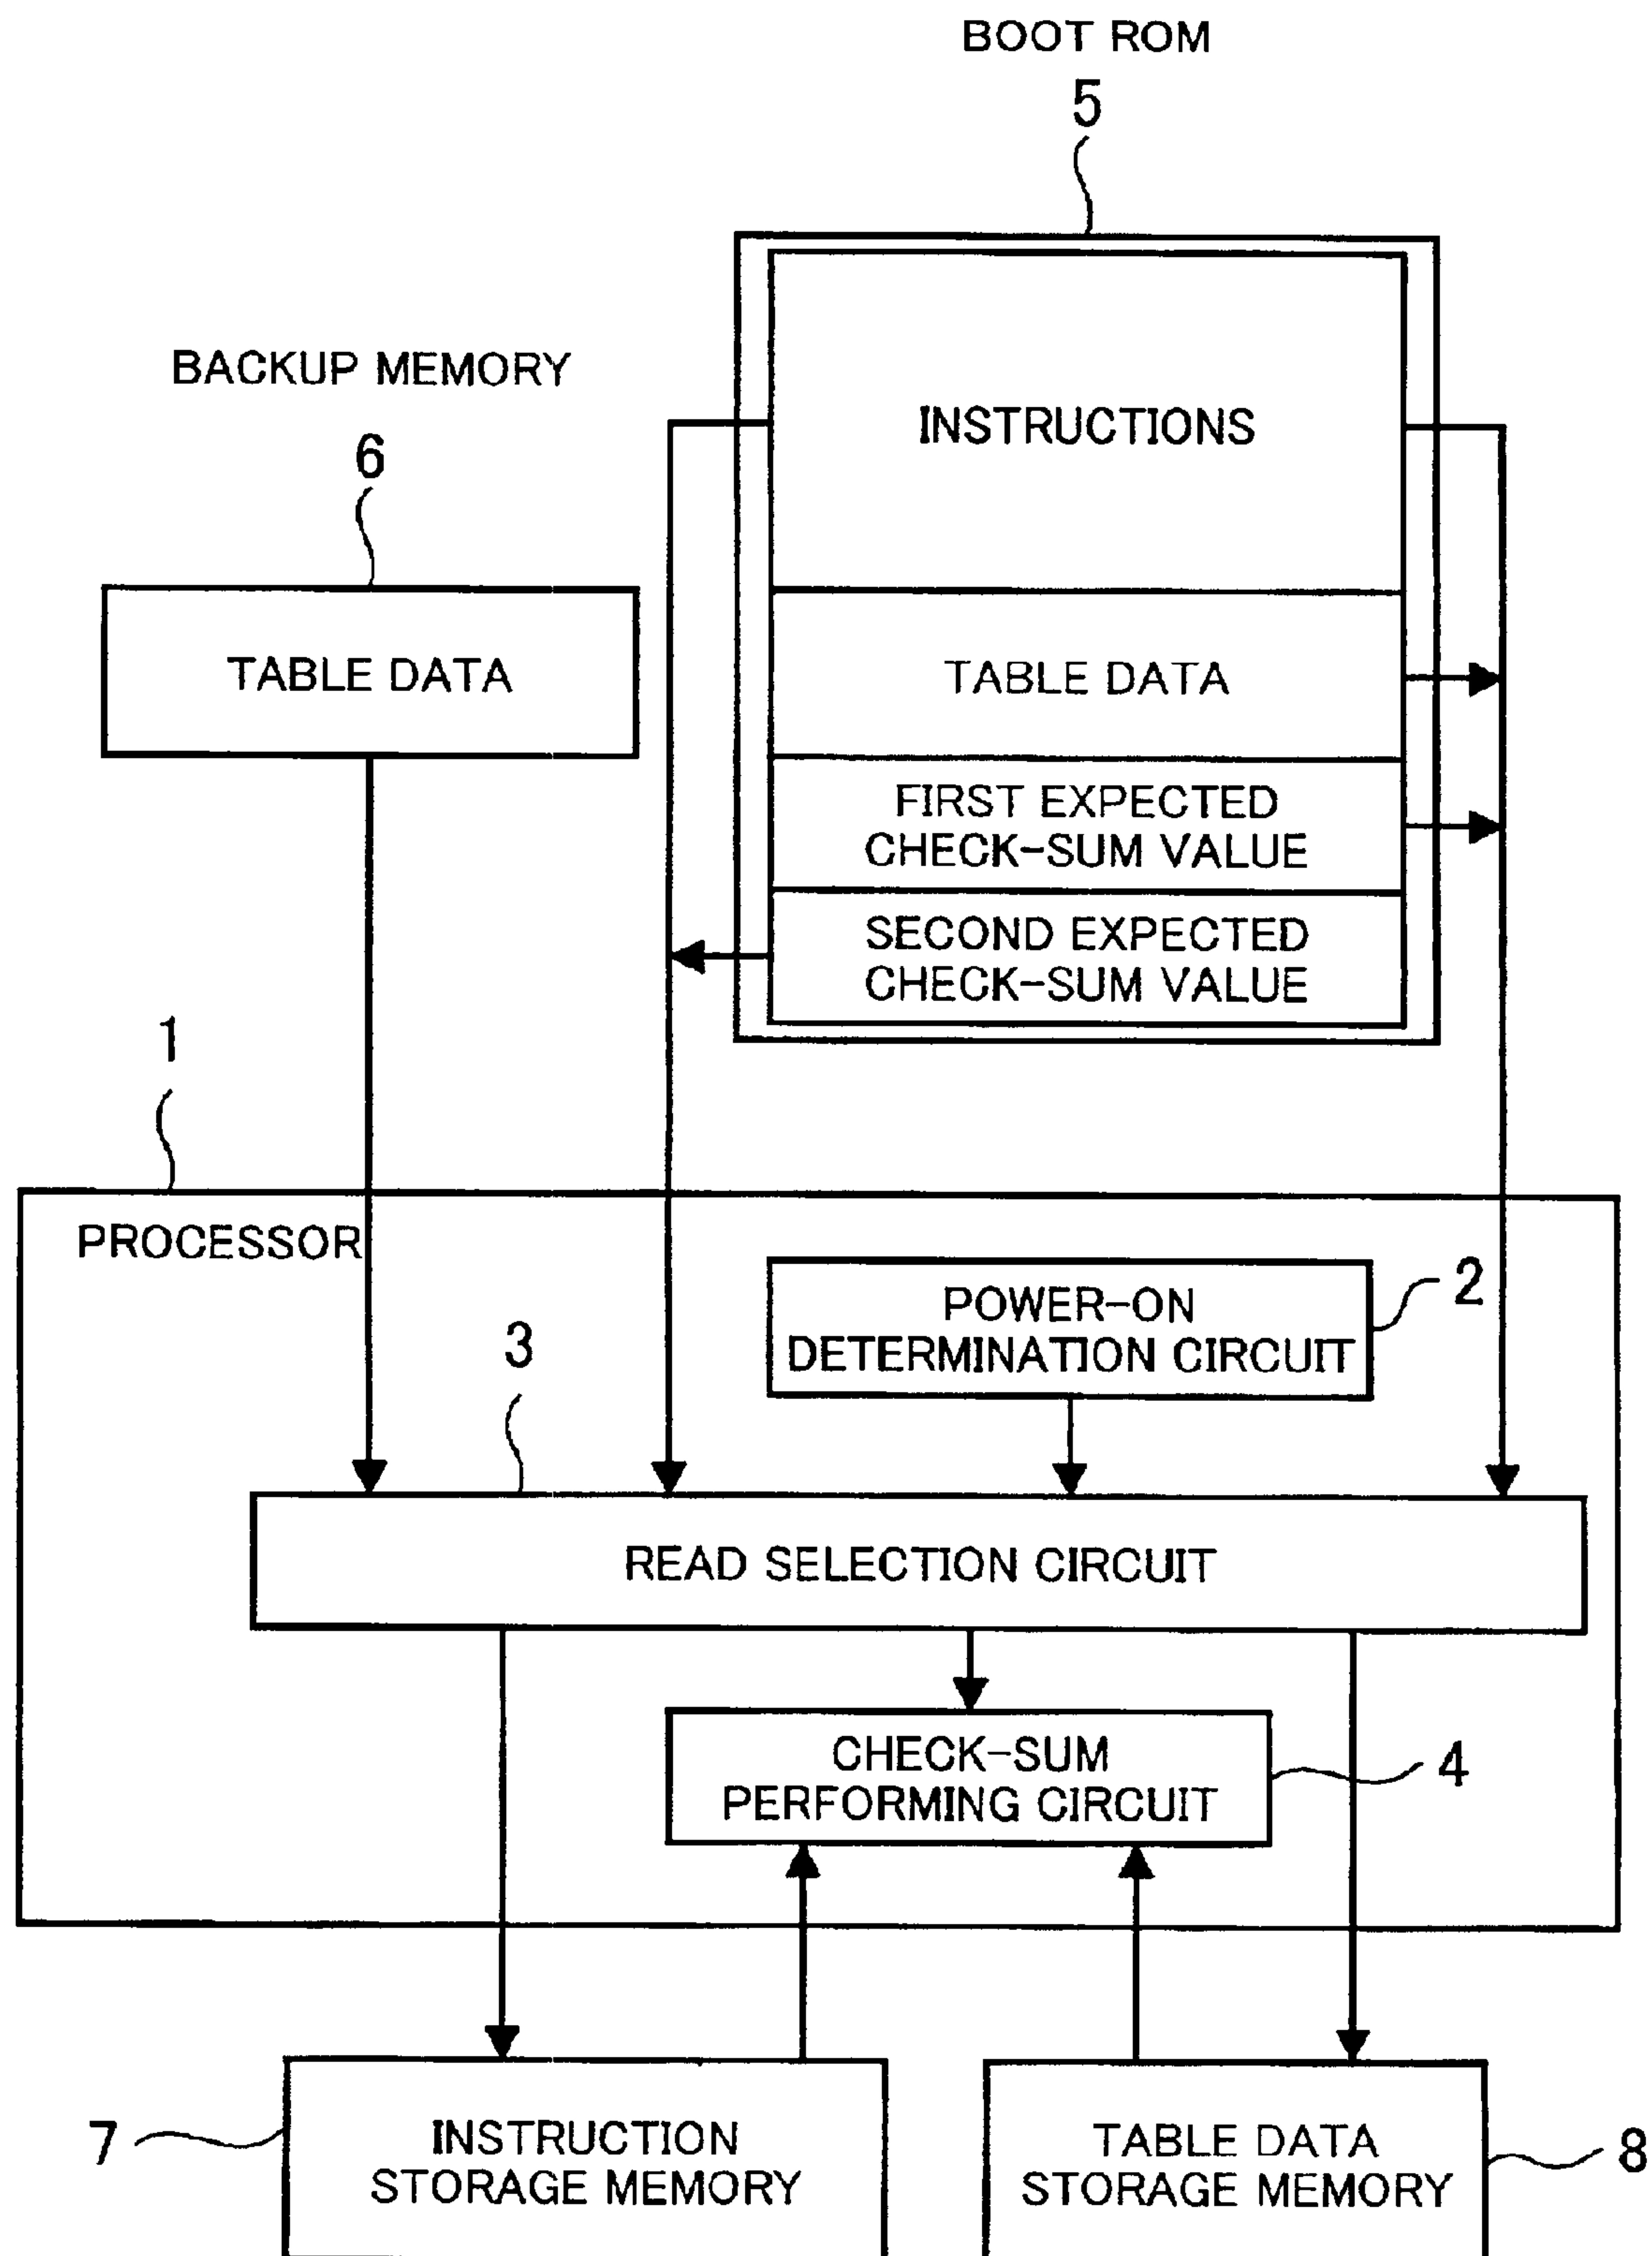 BOOT ROM
5
BACKUP MEMORY
6
INSTRUCTIONS
TABLE DATA
TABLE DATA
FIRST EXPECTED
CHECK-SUM VALUE
SECOND EXPECTED
CHECK-SUM VALUE
1
PROCESSOR
POWER-ON
DETERMINATION CIRCUIT
2
3
READ SELECTION CIRCUIT
CHECK-SUM
PERFORMING CIRCUIT
4
7
INSTRUCTION
STORAGE MEMORY
TABLE DATA
STORAGE MEMORY
8